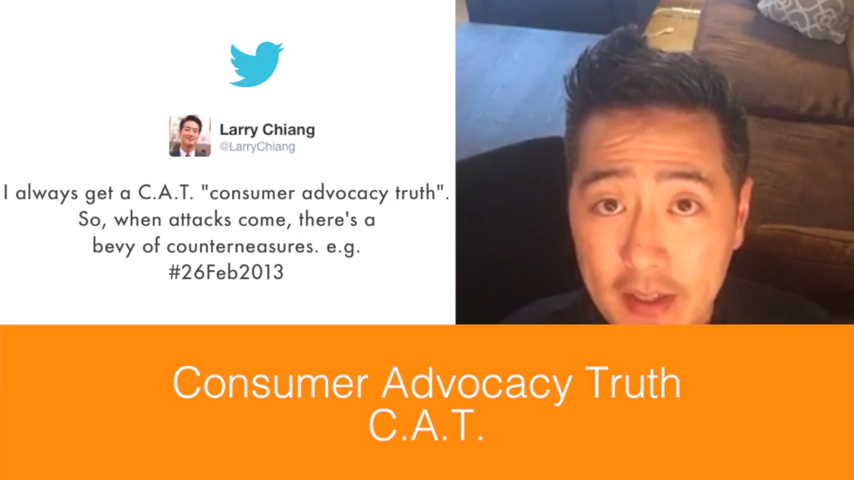 Larry Chiang
@LarryChiang
I always get a C.A.T. "consumer advocacy truth".
So, when attacks come, there's a
bevy of counterneasures. e.g.
#26Feb2013
Consumer Advocacy Truth
C.A.T.